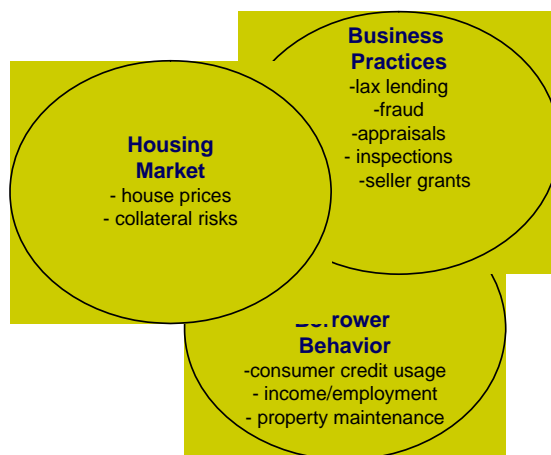 Business
Practices
-lax lending
-fraud
-appraisals
- inspections
-seller grants
Housing
Market
- house prices
- collateral risks
Borrower
Behavior
-consumer credit usage
- income/employment
- property maintenance